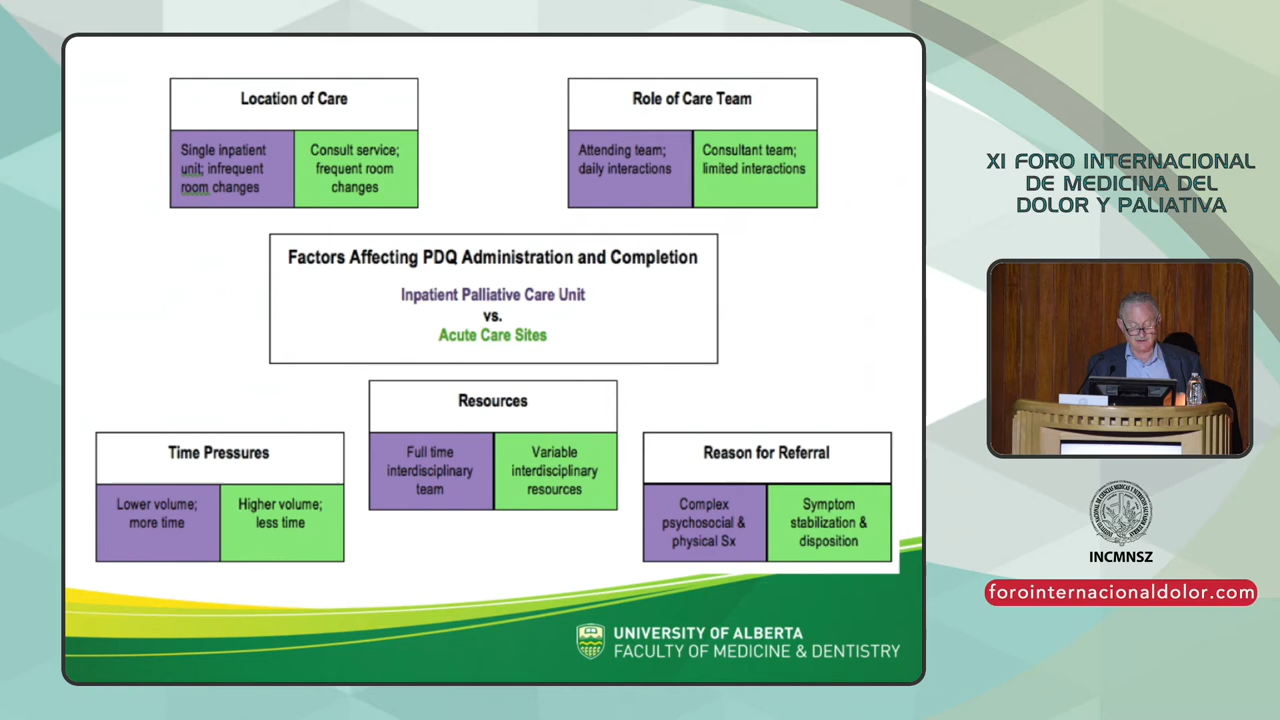 Location of Care
Single inpatient
unit; infrequent
room changes
Consult service;
frequent room
changes
Role of Care Team
Attending team;
daily interactions
Consultant team;
limited interactions
Factors Affecting PDQ Administration and Completion
Inpatient Palliative Care Unit
vs.
Acute Care Sites
Resources
Full time
interdisciplinary
team
Variable
interdisciplinary
resources
Time Pressures
Lower volume;
more time
Higher volume;
less time
Reason for Referral
Complex
psychosocial &
physical Sx
Symptom
stabilization &
disposition
UNIVERSITY OF ALBERTA
FACULTY OF MEDICINE & DENTISTRY
XI FORO INTERNACIONAL
DE MEDICINA DEL
DOLOR Y PALIATIVA
INCMNSZ
forointernacionaldolor.com